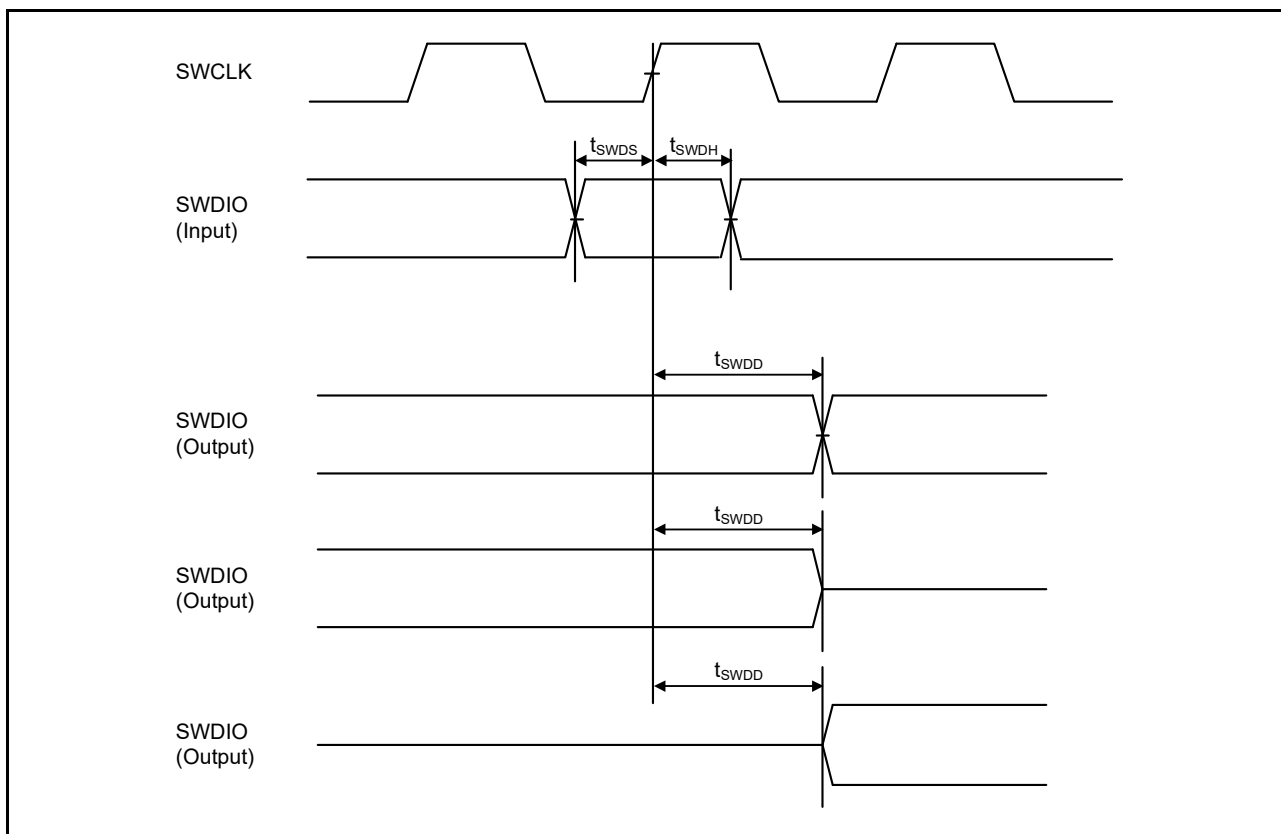 SWCLK
tSWDS
tSWDH
SWDIO
(Input)
tSWDD
SWDIO
(Output)
tSWDD
SWDIO
(Output)
tSWDD
SWDIO
(Output)